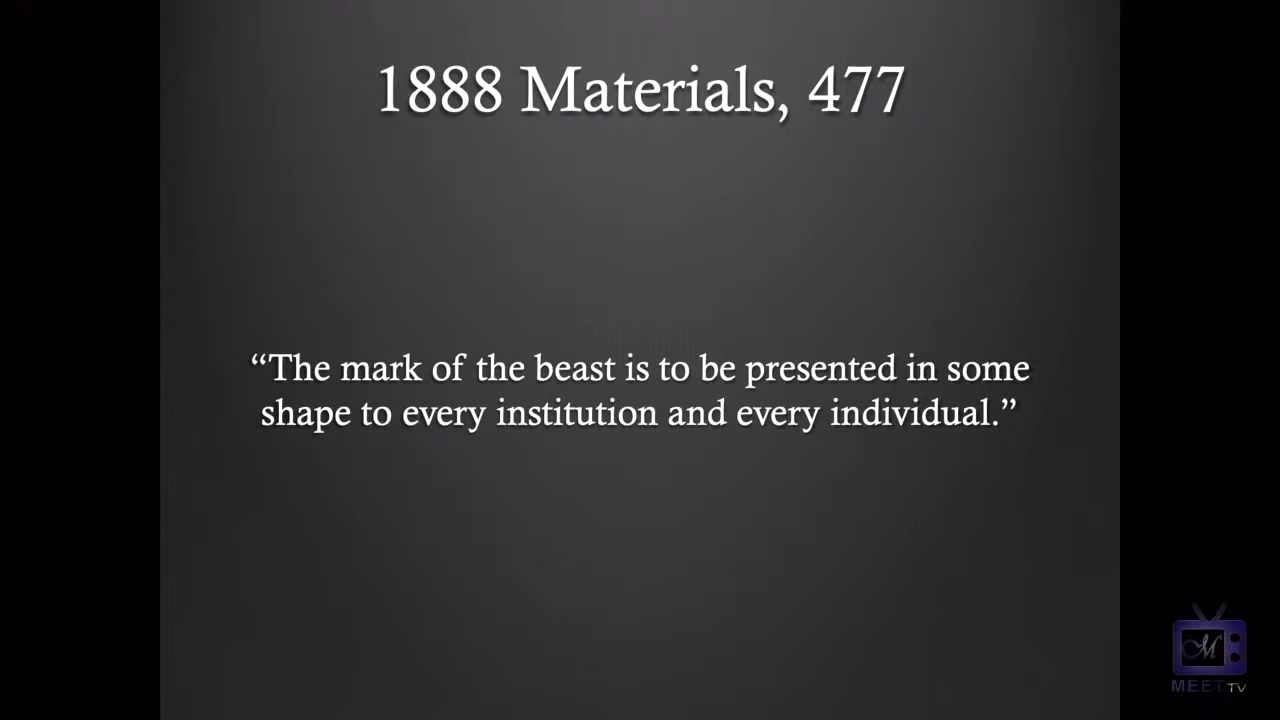 1888 Materials, 477
“The mark of the beast is to be presented in some
shape to every institution and every individual.”
M
MEET TV